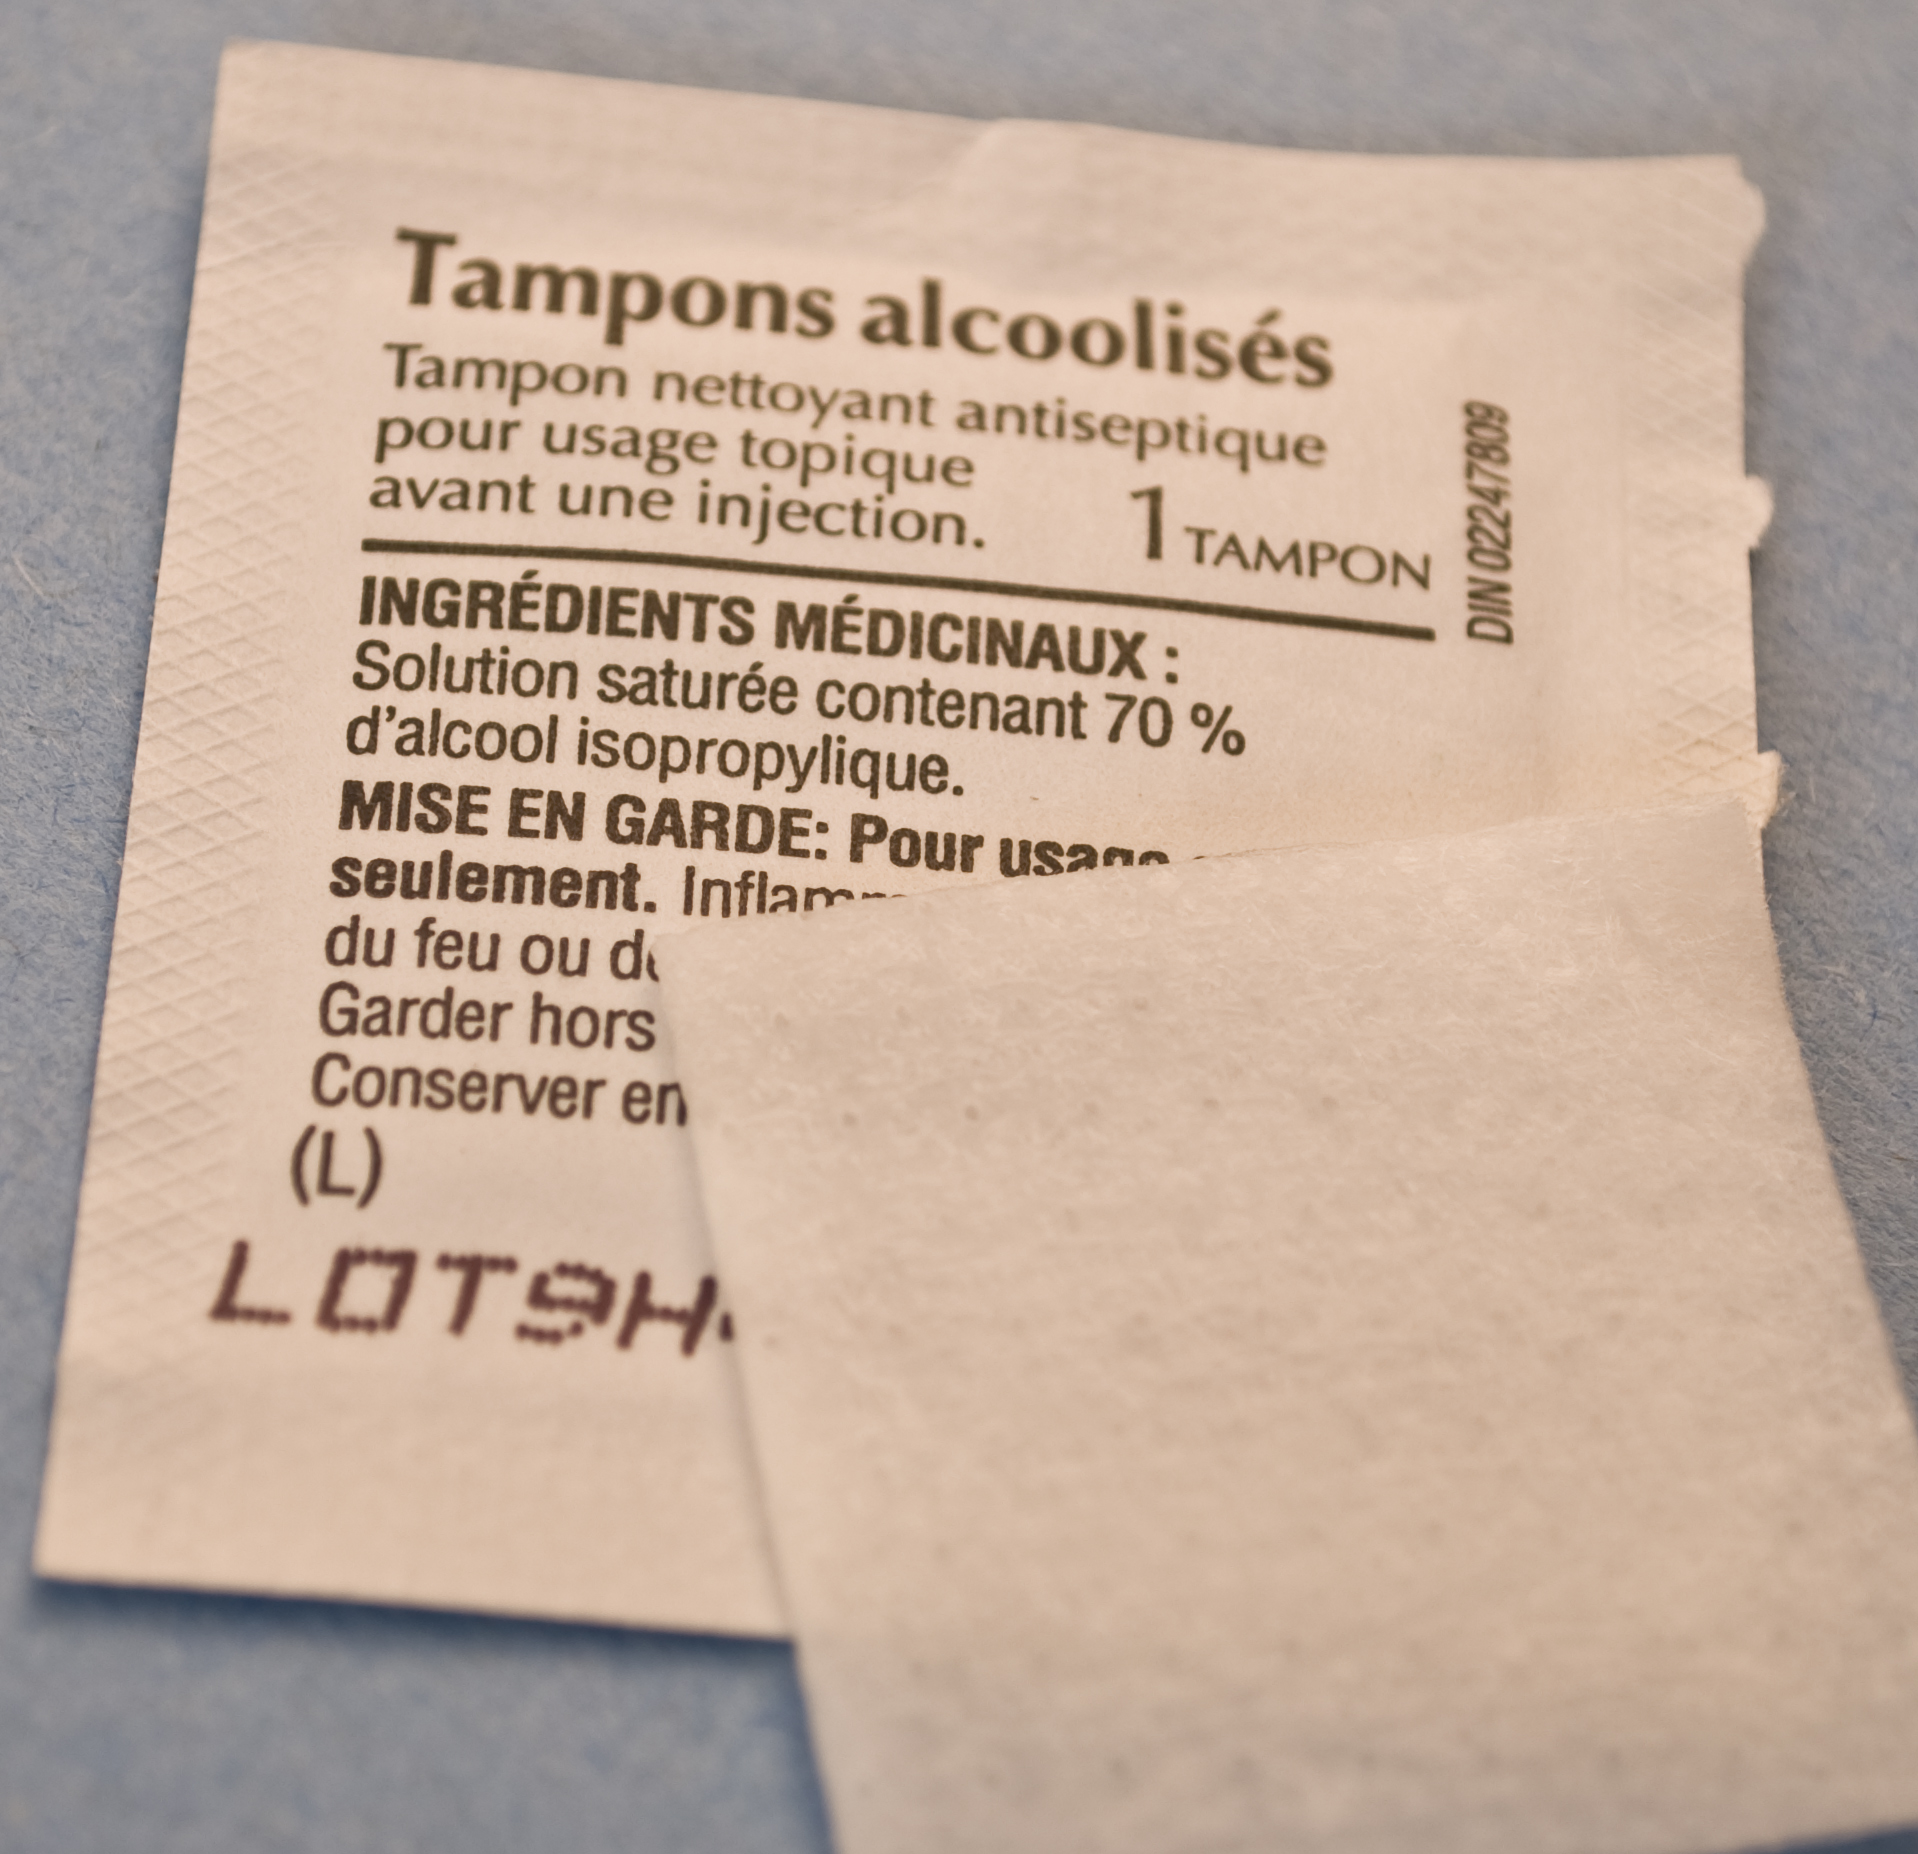 Tampons alcoolisés
Tampon nettoyant antiseptique
pour usage topique
avant une injection.
1 TAMPON
DIN 02247809
INGRÉDIENTS MÉDICINAUX :
Solution saturée contenant 70 %
d'alcool isopropylique.
MISE EN GARDE: Pour usage
seulement.
du feu ou
Garder hors
Conserver en
(L)
LOT9H